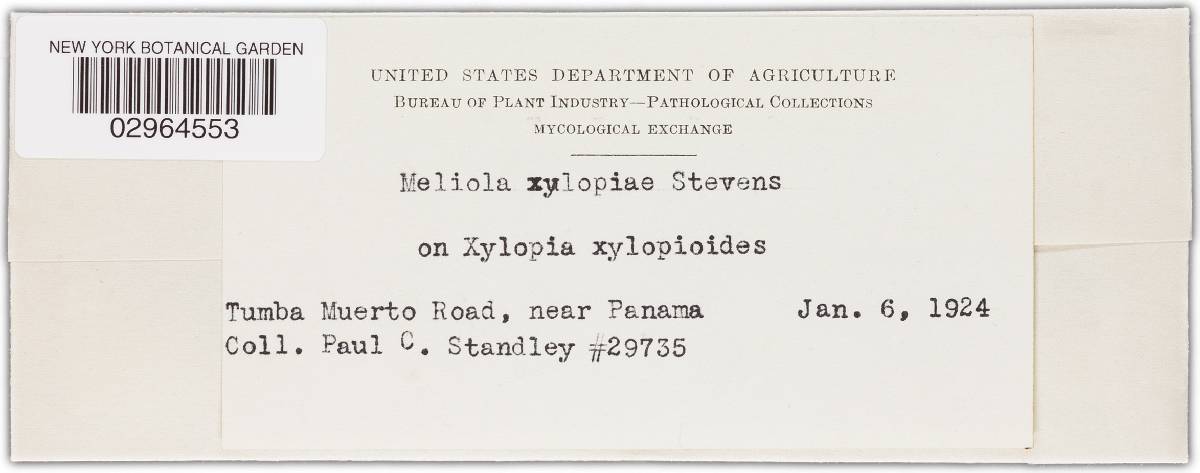 NEW YORK BOTANICAL GARDEN
02964553
UNITED STATES DEPARTMENT OF AGRICULTURE
BUREAU OF PLANT INDUSTRY—PATHOLOGICAL COLLECTIONS
MYCOLOGICAL EXCHANGE
Meliola xylopiae Stevens
on Xylopia xylopioides
Tumba Muerto Road, near Panama Jan. 6, 1924
Coll. Paul C. Standley #29735